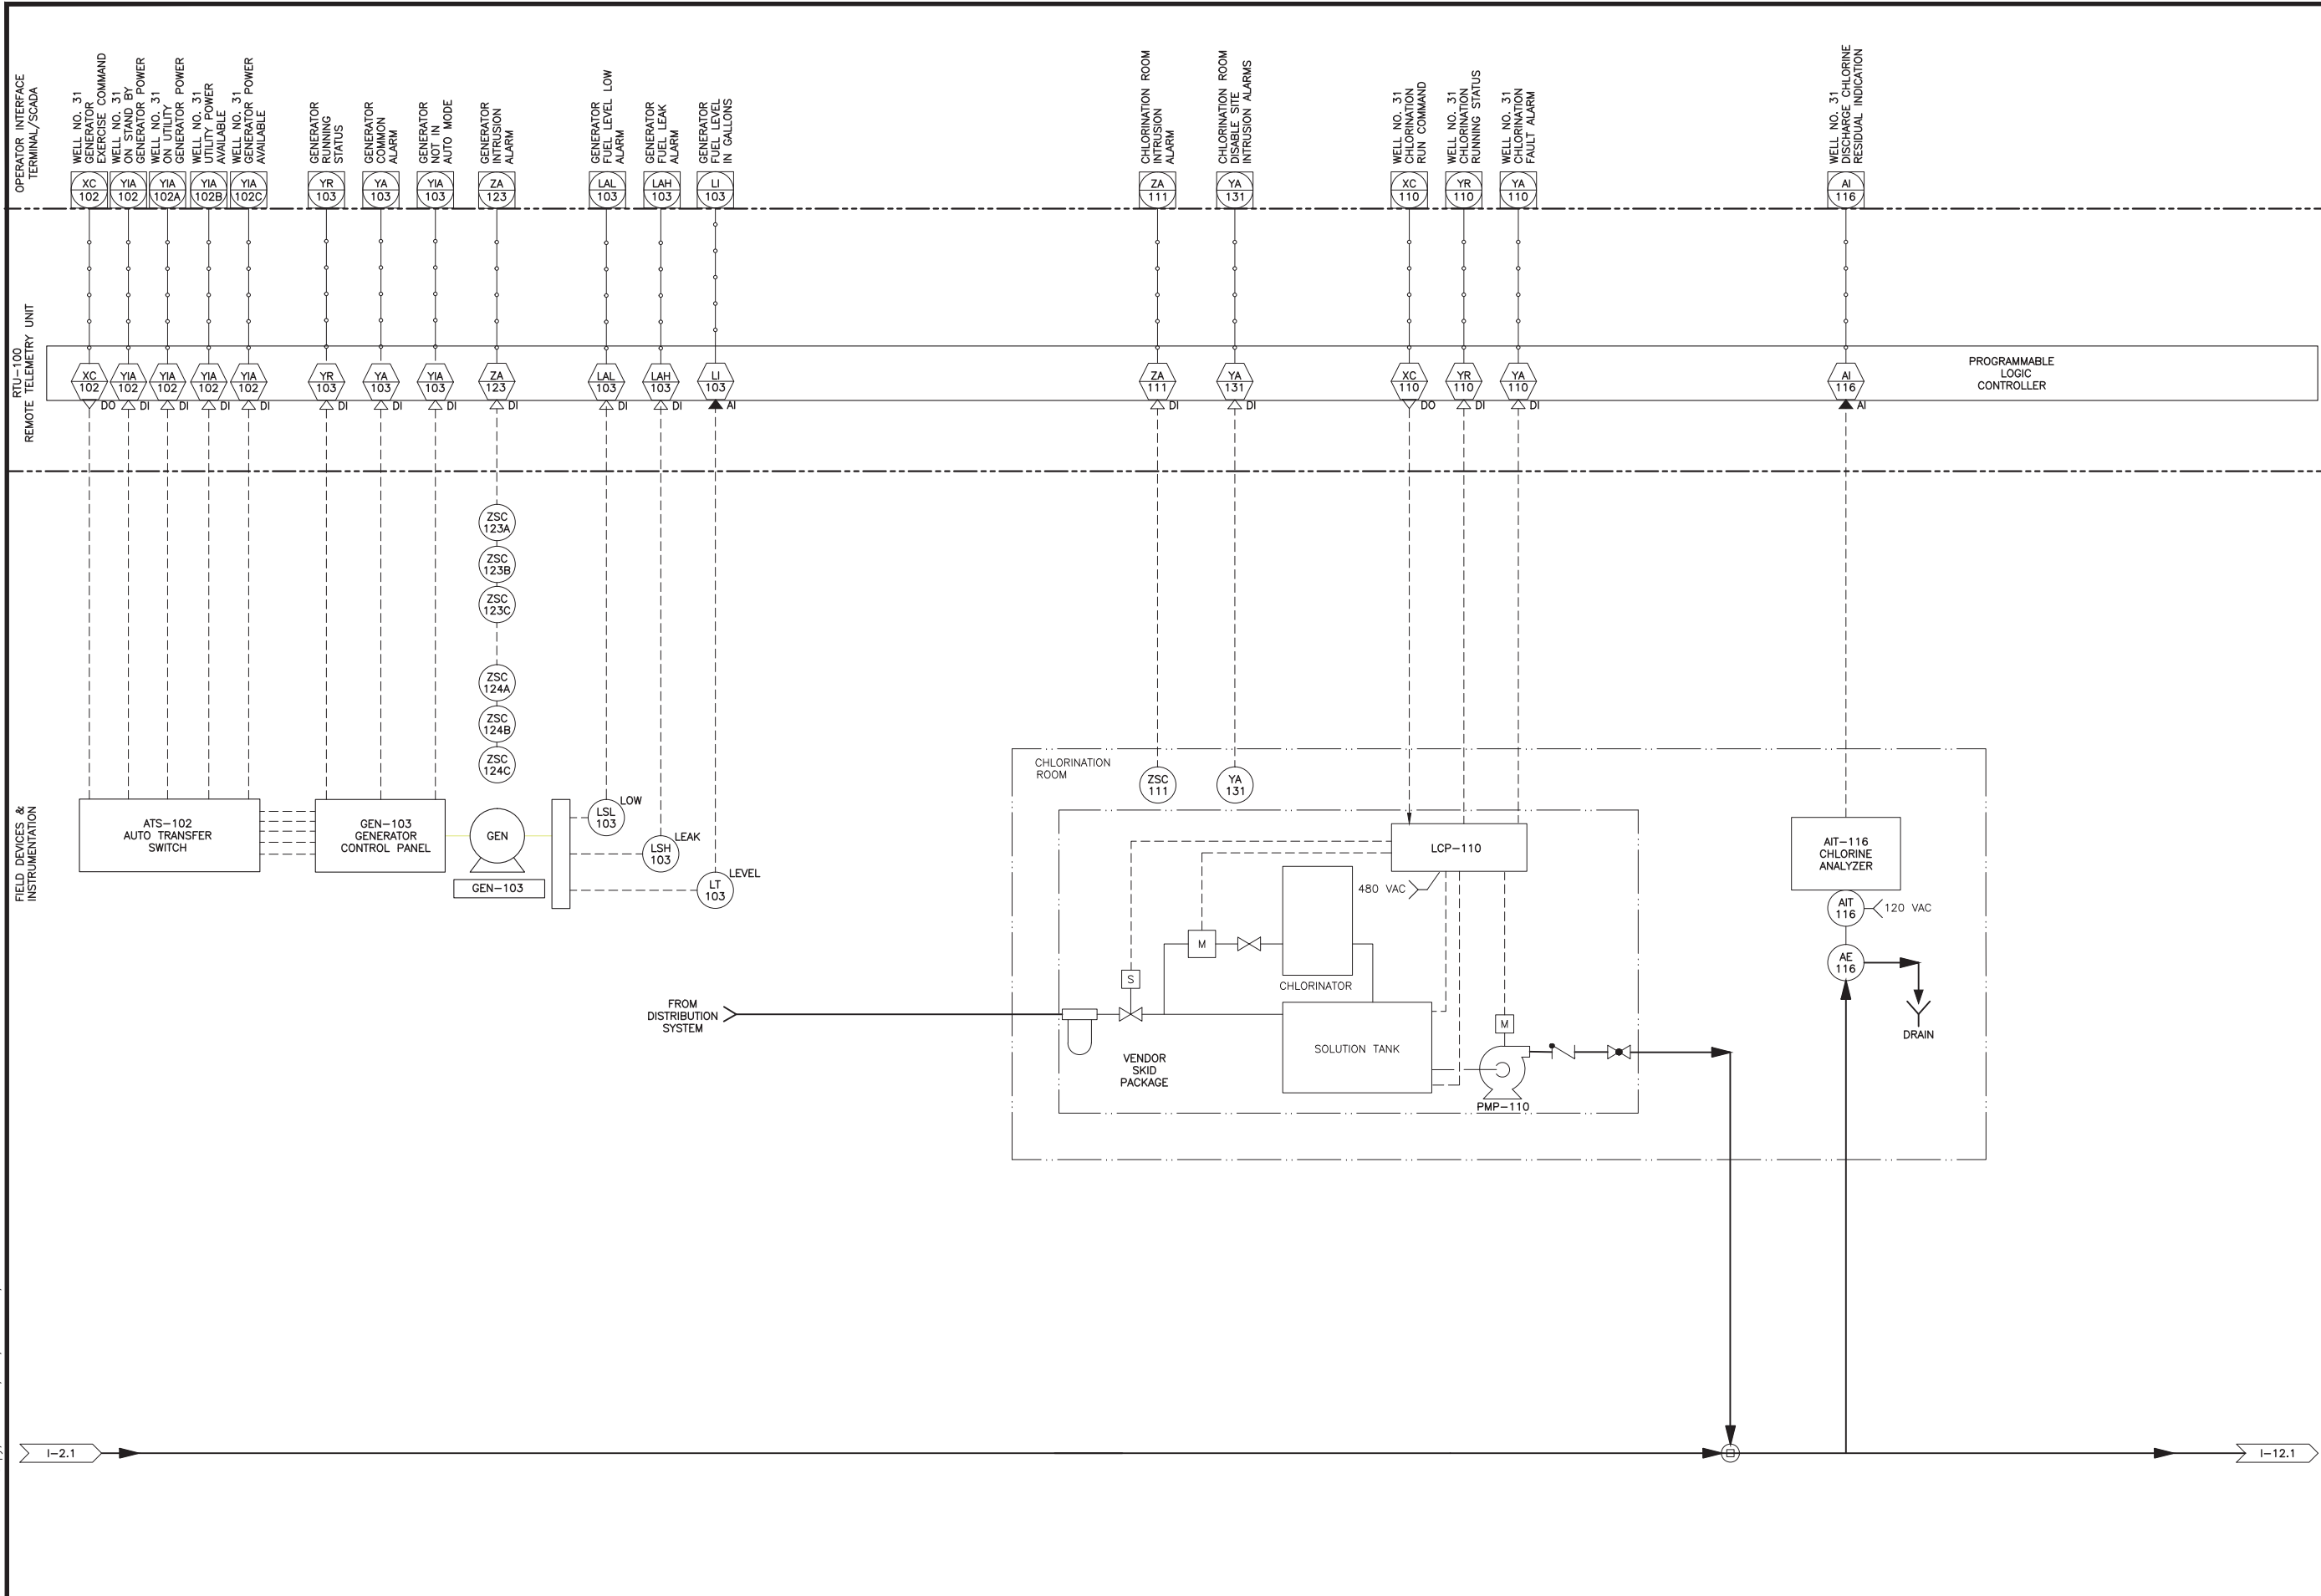 OPERATOR INTERFACE
TERMINAL/SCADA
WELL NO. 31
GENERATOR
EXERCISE COMMAND
WELL NO. 31
ON STAND BY
GENERATOR POWER
WELL NO. 31
ON UTILITY
GENERATOR POWER
WELL NO. 31
UTILITY POWER
AVAILABLE
WELL NO. 31
GENERATOR POWER
AVAILABLE
GENERATOR
RUNNING
STATUS
GENERATOR
COMMON
ALARM
GENERATOR
NOT IN
AUTO MODE
GENERATOR
INTRUSION
ALARM
GENERATOR
FUEL LEVEL LOW
ALARM
GENERATOR
FUEL LEAK
ALARM
GENERATOR
FUEL LEVEL
IN GALLONS
CHLORINATION ROOM
INTRUSION
ALARM
CHLORINATION ROOM
DISABLE SITE
INTRUSION ALARMS
WELL NO. 31
CHLORINATION
RUN COMMAND
WELL NO. 31
CHLORINATION
RUNNING STATUS
WELL NO. 31
CHLORINATION
FAULT ALARM
WELL NO. 31
DISCHARGE CHLORINE
RESIDUAL INDICATION
XC
102
YIA
102
YIA
102A
YIA
102B
YIA
102C
YR
103
YA
103
YIA
103
ZA
123
LAL
103
LAH
103
LI
103
ZA
111
YA
131
XC
110
YR
110
YA
110
AI
116
RTU-100
REMOTE TELEMETRY UNIT
XC
102
DO
YIA
102
DI
YIA
102
DI
YIA
102
DI
YIA
102
DI
YR
103
DI
YA
103
DI
YIA
103
DI
ZA
123
DI
LAL
103
DI
LAH
103
DI
LI
103
AI
ZA
111
DI
YA
131
DI
XC
110
DO
YR
110
DI
YA
110
DI
AI
116
AI
PROGRAMMABLE
LOGIC
CONTROLLER
FIELD DEVICES &
INSTRUMENTATION
ZSC
123A
ZSC
123B
ZSC
123C
ZSC
124A
ZSC
124B
ZSC
124C
ATS-102
AUTO TRANSFER
SWITCH
GEN-103
GENERATOR
CONTROL PANEL
GEN
GEN-103
LSL
103
LOW
LSH
103
LEAK
LT
103
LEVEL
CHLORINATION
ROOM
ZSC
111
YA
131
LCP-110
480 VAC
M
S
CHLORINATOR
SOLUTION TANK
M
PMP-110
VENDOR
SKID
PACKAGE
FROM
DISTRIBUTION
SYSTEM
AIT-116
CHLORINE
ANALYZER
AIT
116
120 VAC
AE
116
DRAIN
I-2.1
I-12.1